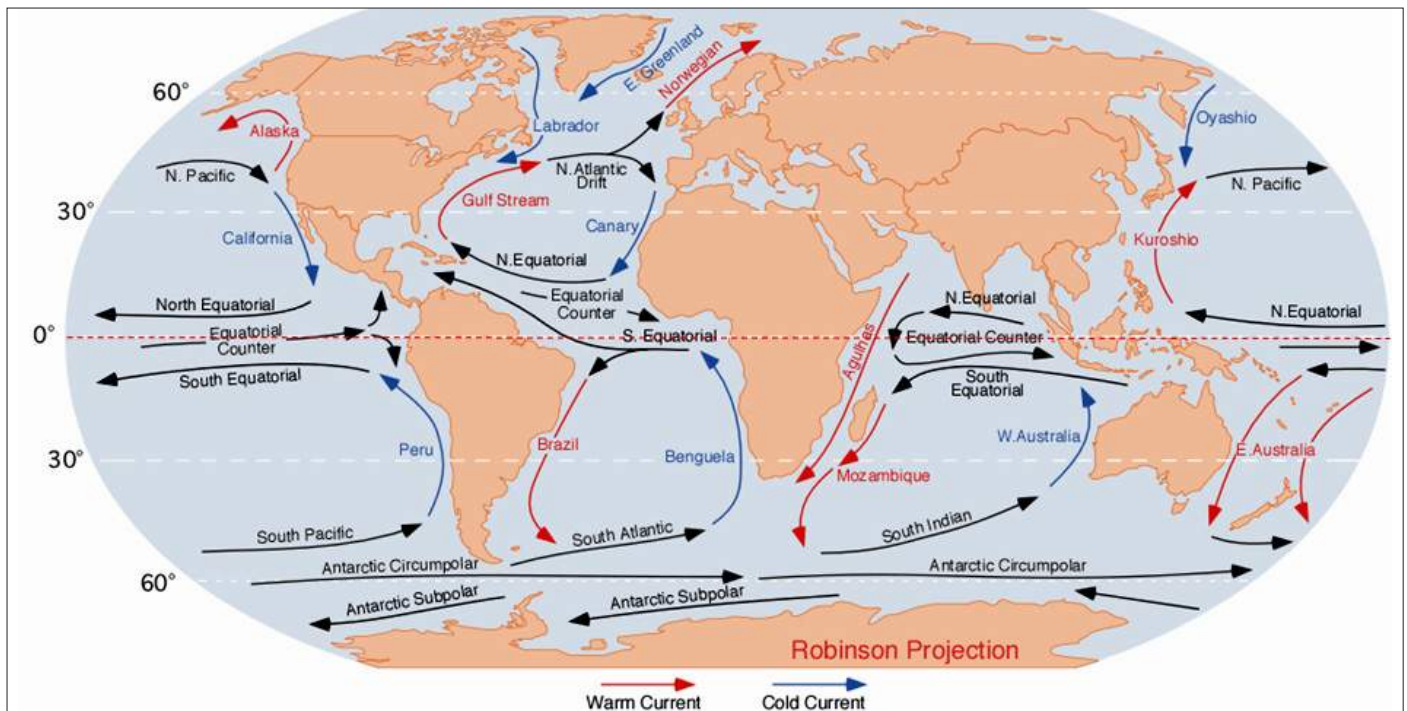 E. Greenland
Norwegian
60°
Alaska
Labrador
Oyashio
N. Pacific
N.Atlantic
Drift
N. Pacific
30°
Gulf Stream
California
Canary
Kuroshio
N.Equatorial
North Equatorial
Equatorial
Counter
N.Equatorial
N.Equatorial
0°
Equatorial
Counter
S. Equatorial
Equatorial Counter
Agulhas
South Equatorial
South
Equatorial
Peru
Brazil
Benguela
W.Australia
E.Australia
30°
Mozambique
South Pacific
South Atlantic
South Indian
Antarctic Circumpolar
Antarctic Circumpolar
60°
Antarctic Subpolar
Antarctic Subpolar
Robinson Projection
Warm Current
Cold Current